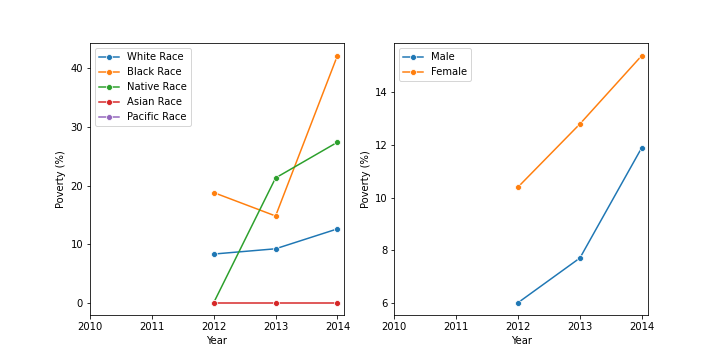 White Race
Black Race
Native Race
Asian Race
Pacific Race
40
30
20
10
0
Poverty (%)
2010 2011 2012 2013 2014
Year
Male
Female
14
12
10
8
6
Poverty (%)
2010 2011 2012 2013 2014
Year